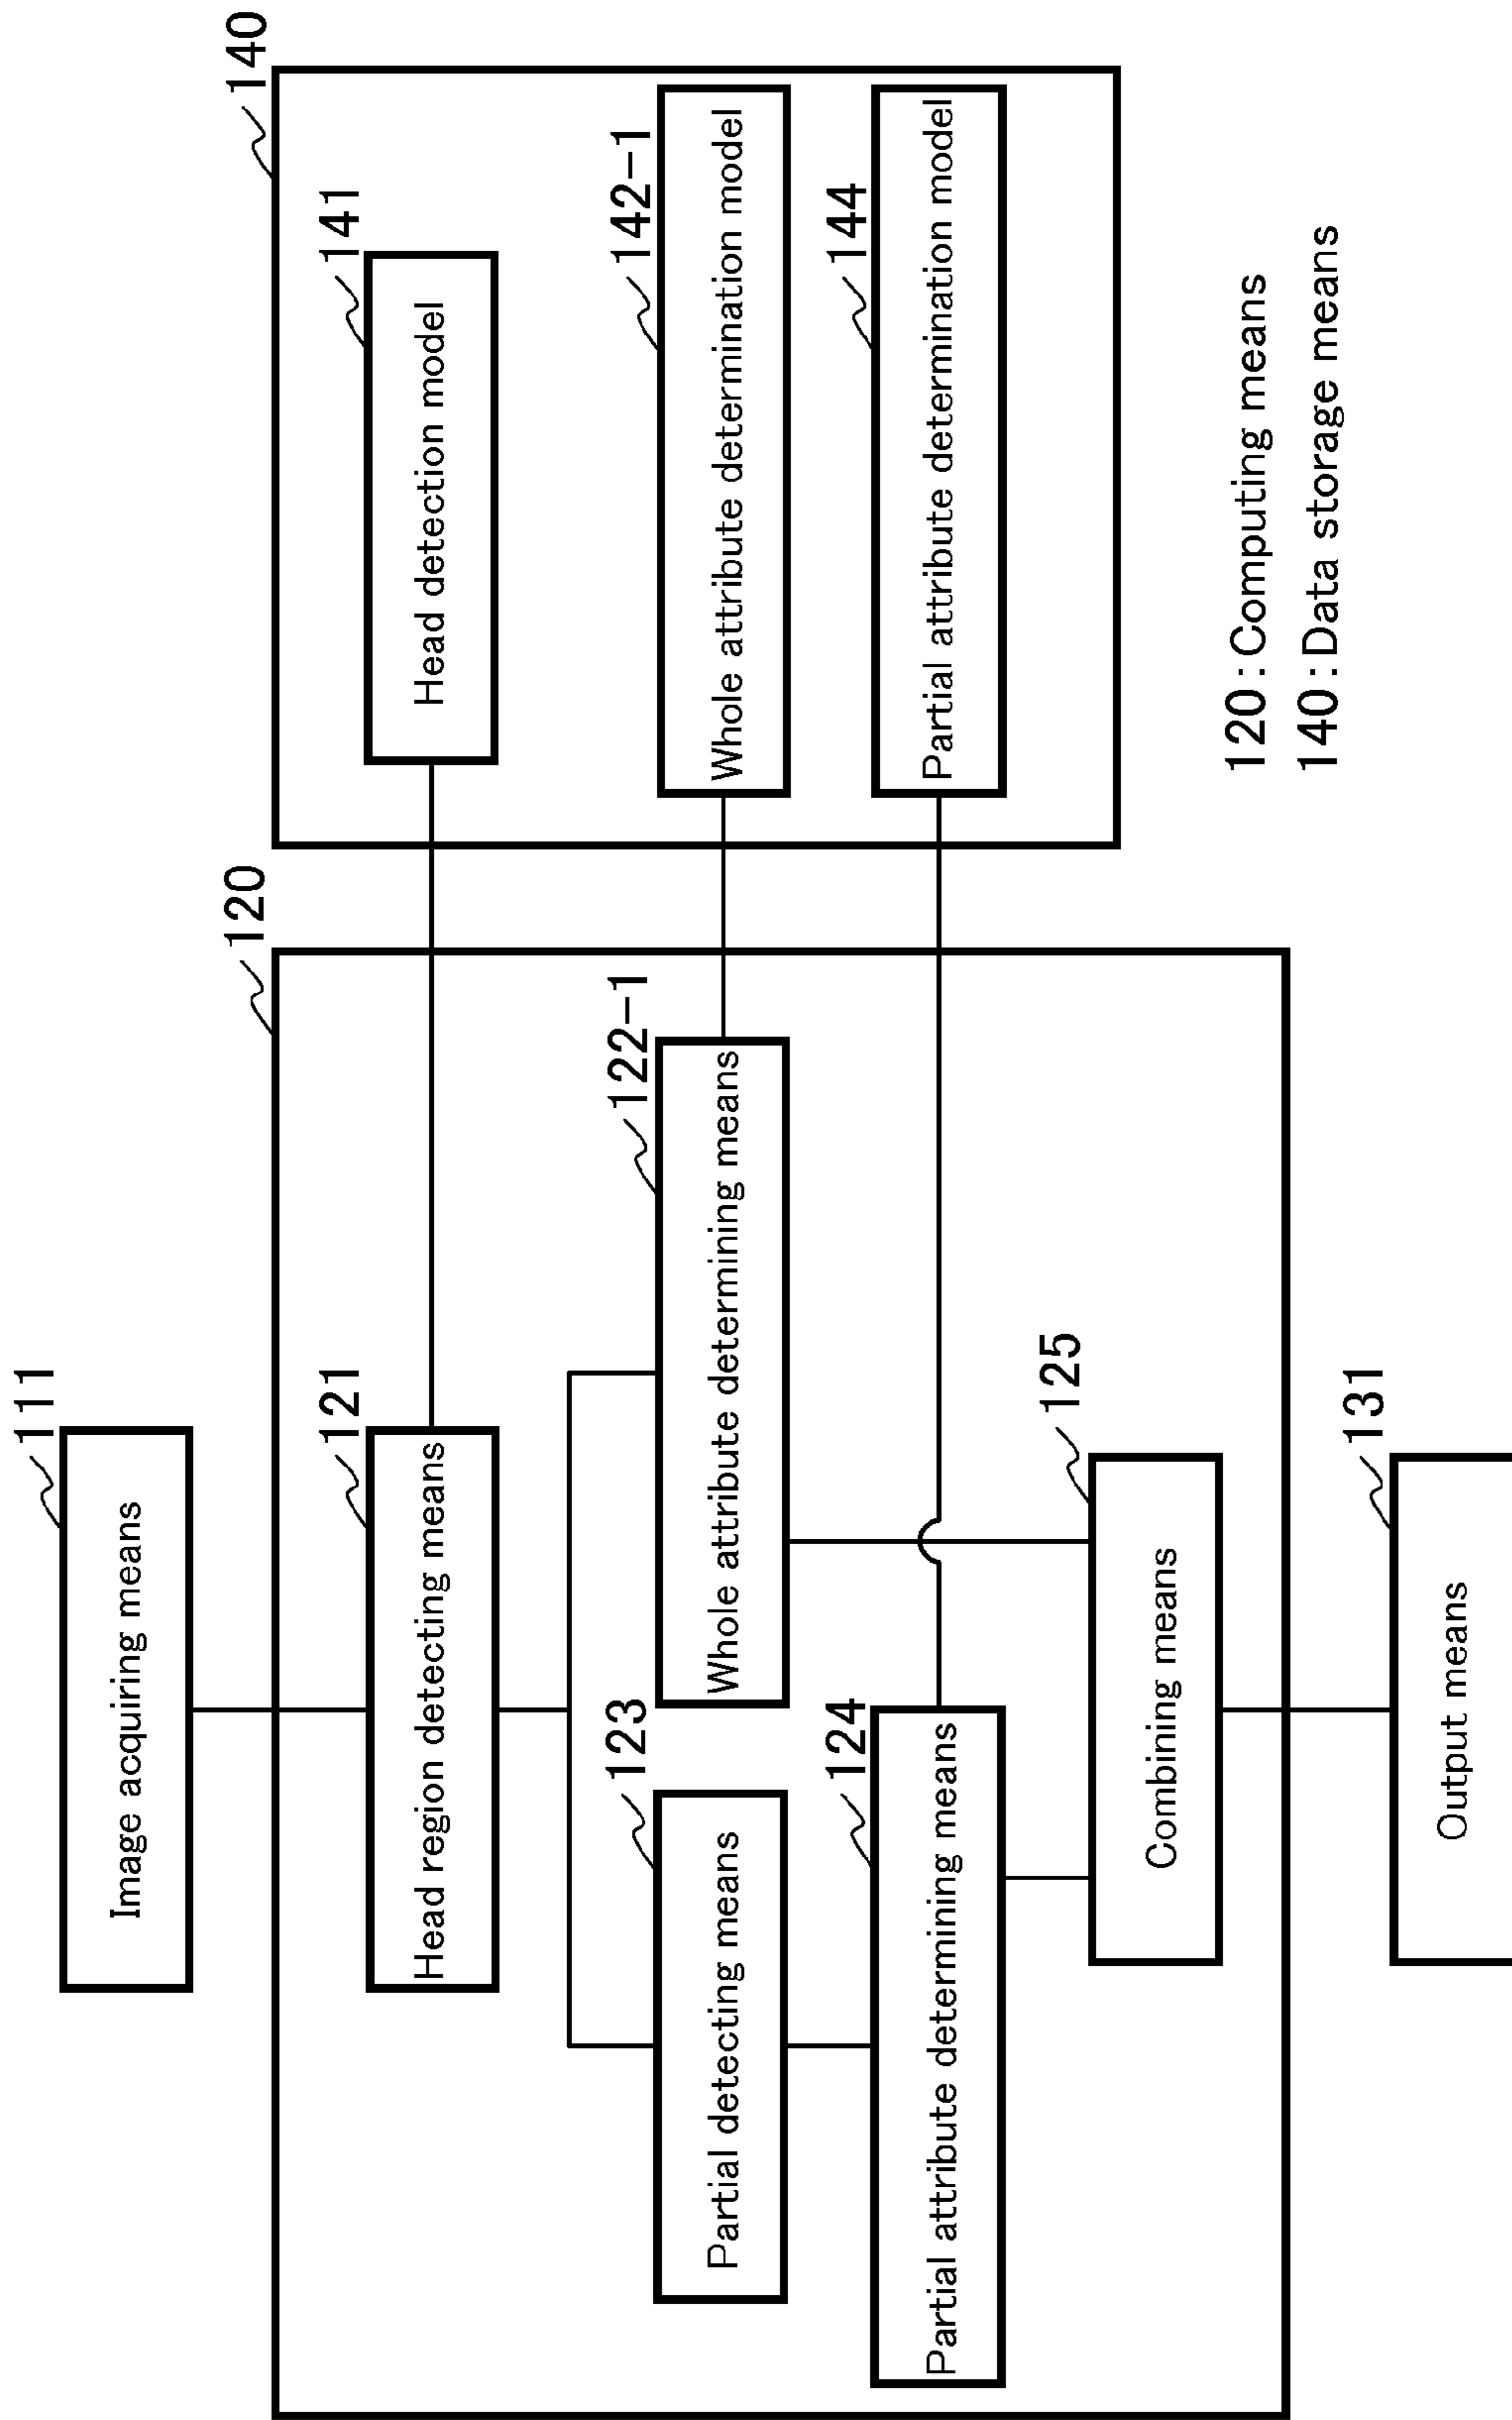 111
Image acquiring means
120
140
121
Head region detecting means
141
Head detection model
123
Partial detecting means
122-1
Whole attribute determining means
142-1
Whole attribute determination model
124
Partial attribute determining means
144
Partial attribute determination model
125
Combining means
131
Output means
120:Computing means
140:Data storage means